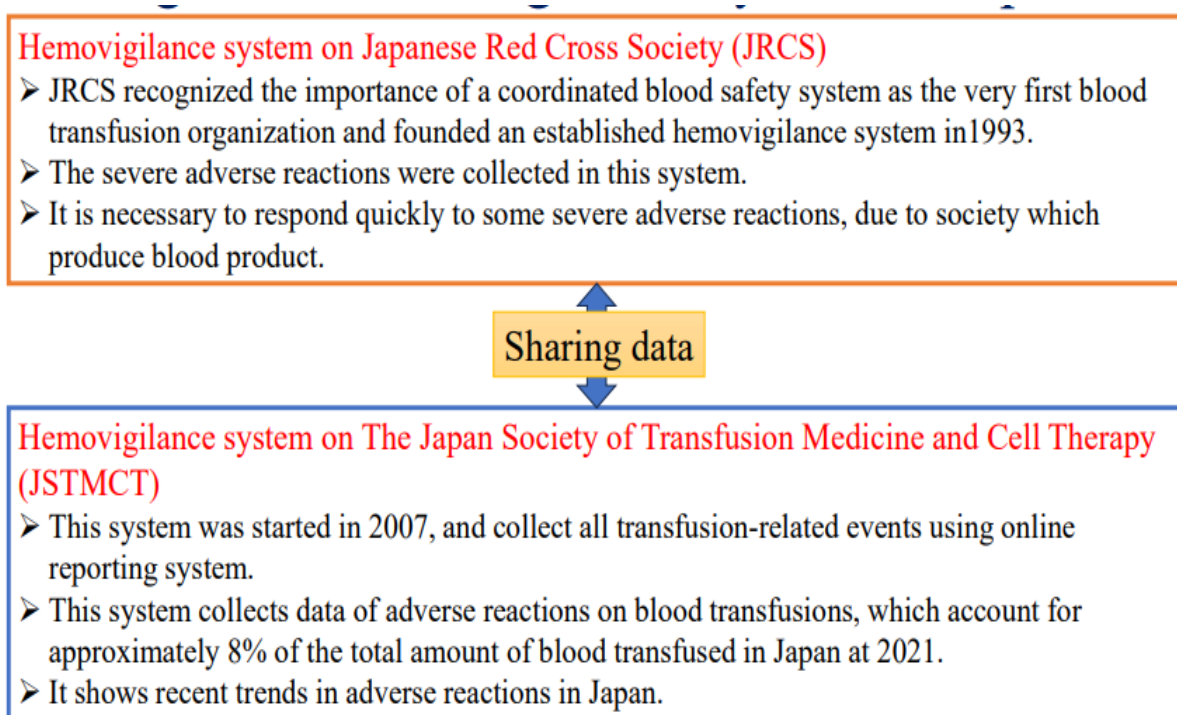 Hemovigilance system on Japanese Red Cross Society (JRCS)
➢ JRCS recognized the importance of a coordinated blood safety system as the very first blood
transfusion organization and founded an established hemovigilance system in1993.
➢ The severe adverse reactions were collected in this system.
➢ It is necessary to respond quickly to some severe adverse reactions, due to society which
produce blood product.
Sharing data
Hemovigilance system on The Japan Society of Transfusion Medicine and Cell Therapy
(JSTMCT)
➢ This system was started in 2007, and collect all transfusion-related events using online
reporting system.
➢ This system collects data of adverse reactions on blood transfusions, which account for
approximately 8% of the total amount of blood transfused in Japan at 2021.
➢ It shows recent trends in adverse reactions in Japan.